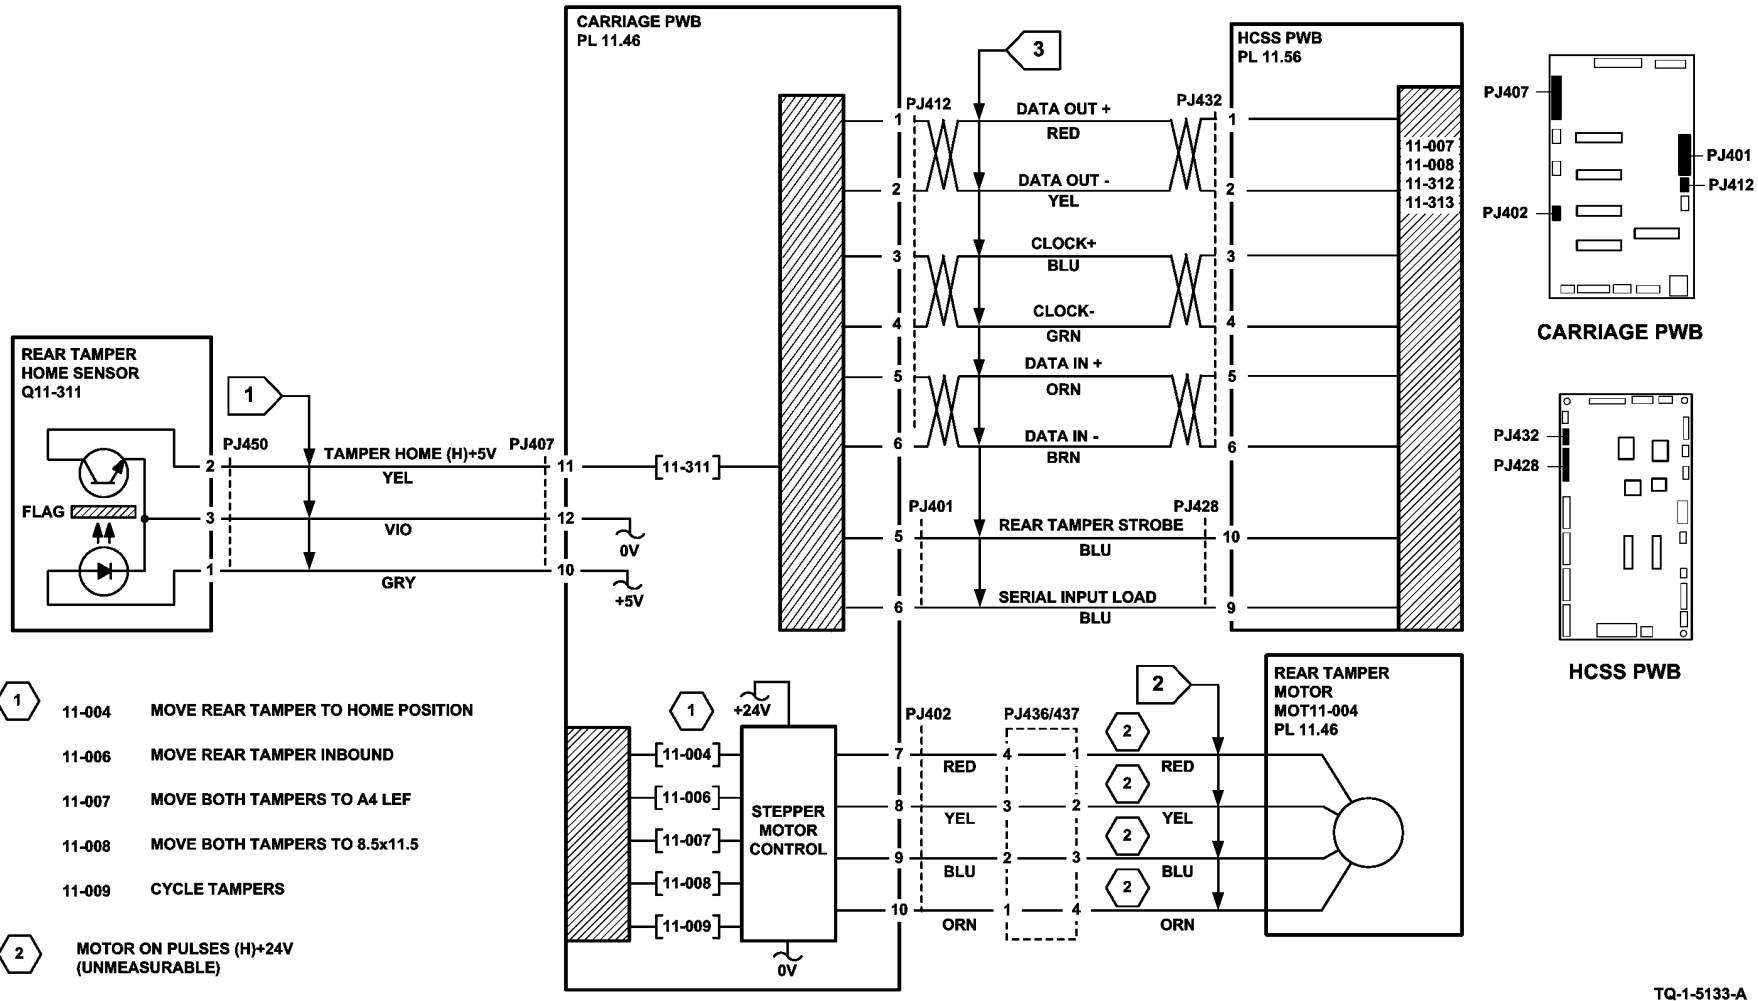 CARRIAGE PWB
PL 11.46
3
HCSS PWB
PL 11.56
PJ412
PJ432
1
DATA OUT +
RED
1
2
DATA OUT -
YEL
2
3
CLOCK+
BLU
3
4
CLOCK-
GRN
4
5
DATA IN +
ORN
5
6
DATA IN -
BRN
6
11-007
11-008
11-312
11-313
PJ407
PJ401
PJ412
PJ402
CARRIAGE PWB
PJ432
PJ428
HCSS PWB
REAR TAMPER
HOME SENSOR
Q11-311
FLAG
1
PJ450
PJ407
2
TAMPER HOME (H)+5V
YEL
11
[11-311]
3
VIO
12
0V
1
GRY
10
+5V
PJ401
PJ428
5
REAR TAMPER STROBE
BLU
10
6
SERIAL INPUT LOAD
BLU
9
1
11-004 MOVE REAR TAMPER TO HOME POSITION
11-006 MOVE REAR TAMPER INBOUND
11-007 MOVE BOTH TAMPERS TO A4 LEF
11-008 MOVE BOTH TAMPERS TO 8.5x11.5
11-009 CYCLE TAMPERS
2
MOTOR ON PULSES (H)+24V
(UNMEASURABLE)
1
+24V
[11-004]
[11-006]
[11-007]
[11-008]
[11-009]
STEPPER
MOTOR
CONTROL
0V
PJ402
PJ436/437
2
REAR TAMPER
MOTOR
MOT11-004
PL 11.46
7
RED
4
1
2
RED
8
YEL
3
2
2
YEL
9
BLU
2
3
2
BLU
10
ORN
1
4
2
ORN
TQ-1-5133-A